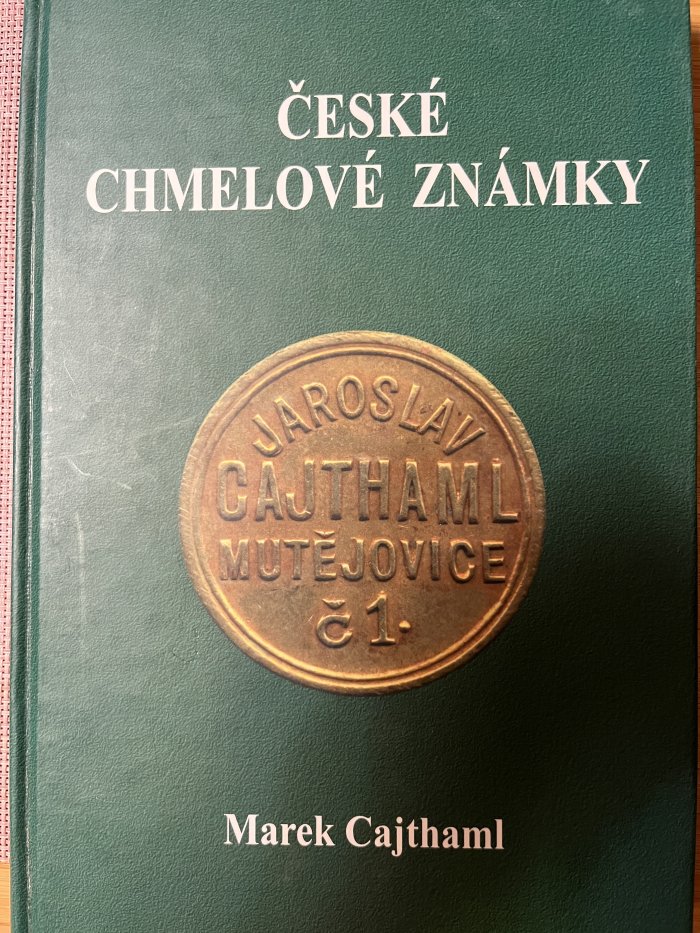 ČESKÉ
CHMELOVÉ ZNÁMKY
JAROSLAV
CAJTHAML
MUTĚJOVICE
č 1.
Marek Cajthaml